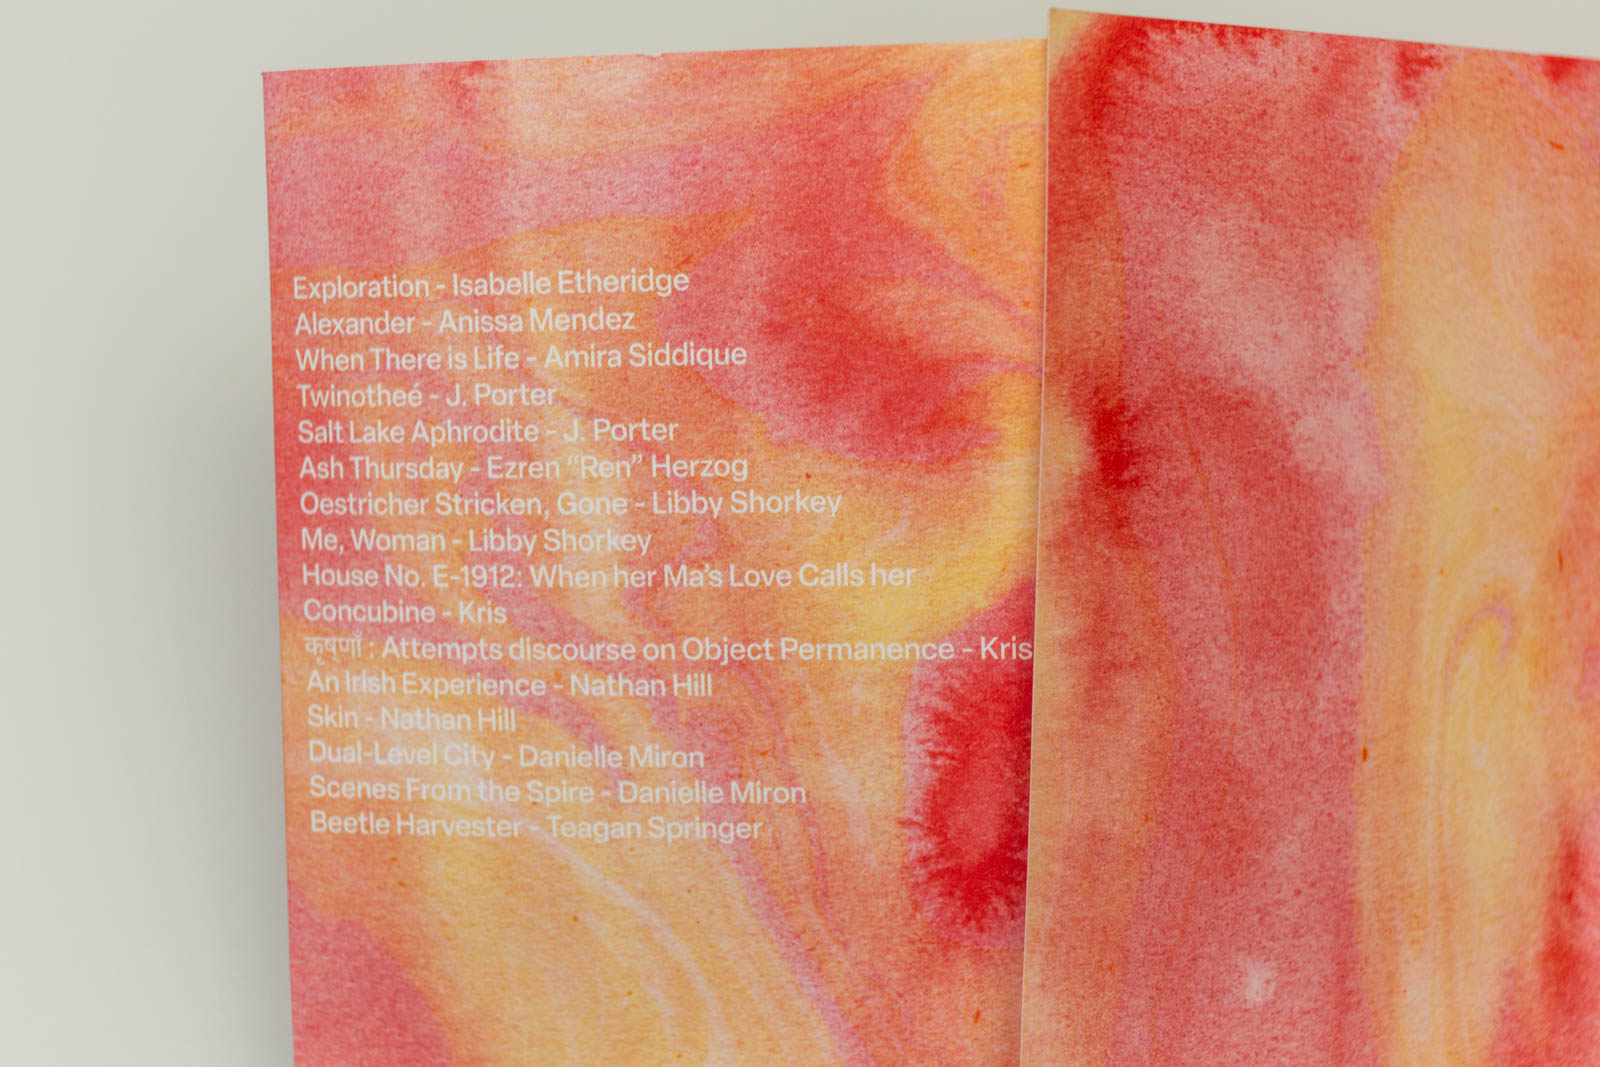 Exploration - Isabelle Etheridge
Alexander - Anissa Mendez
When There is Life - Amira Siddique
Twinotheé - J. Porter
Salt Lake Aphrodite - J. Porter
Ash Thursday - Ezren “Ren” Herzog
Oestricher Stricken, Gone - Libby Shorkey
Me, Woman - Libby Shorkey
House No. E-1912: When her Ma’s Love Calls her
Concubine - Kris
कृषणाँ : Attempts discourse on Object Permanence - Kris
An Irish Experience - Nathan Hill
Skin - Nathan Hill
Dual-Level City - Danielle Miron
Scenes From the Spire - Danielle Miron
Beetle Harvester - Teagan Springer